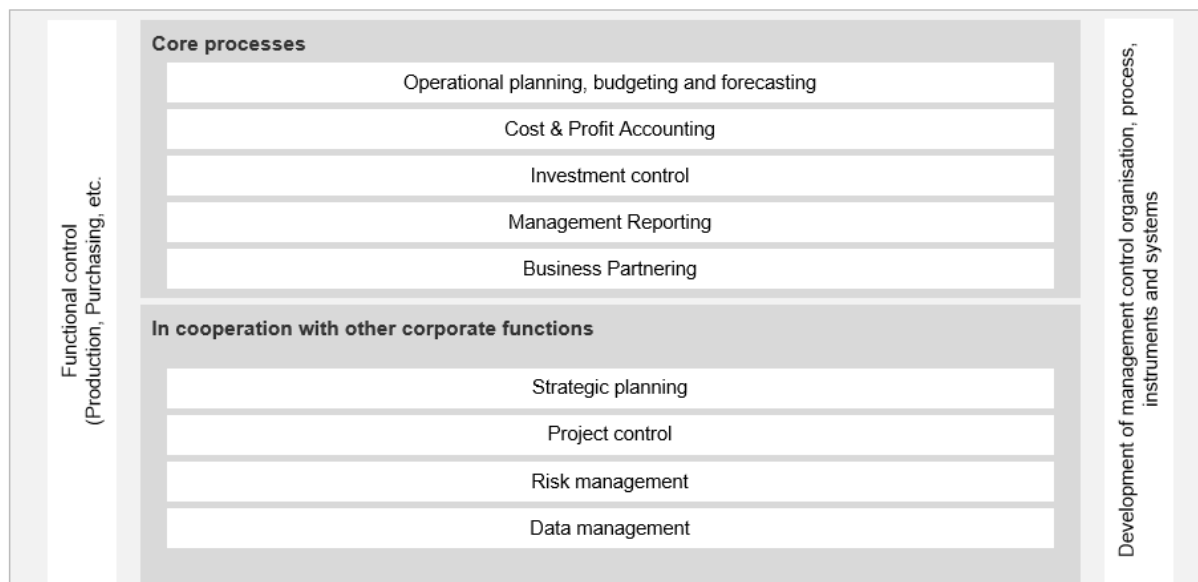 Functional control
(Production, Purchasing, etc.
Core processes
Operational planning, budgeting and forecasting
Cost & Profit Accounting
Investment control
Management Reporting
Business Partnering
In cooperation with other corporate functions
Strategic planning
Project control
Risk management
Data management
Development of management control organisation, process,
instruments and systems